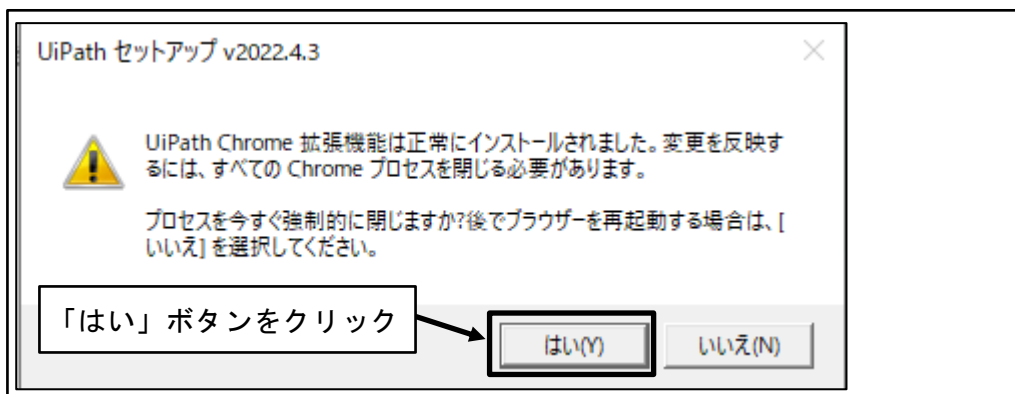 UiPath セットアップ v2022.4.3
UiPath Chrome 拡張機能は正常にインストールされました。変更を反映す
るには、すべての Chrome プロセスを閉じる必要があります。
プロセスを今すぐ強制的に閉じますか?後でブラウザーを再起動する場合は、[
いいえ] を選択してください。
「はい」ボタンをクリック
はい(Y)
いいえ(N)